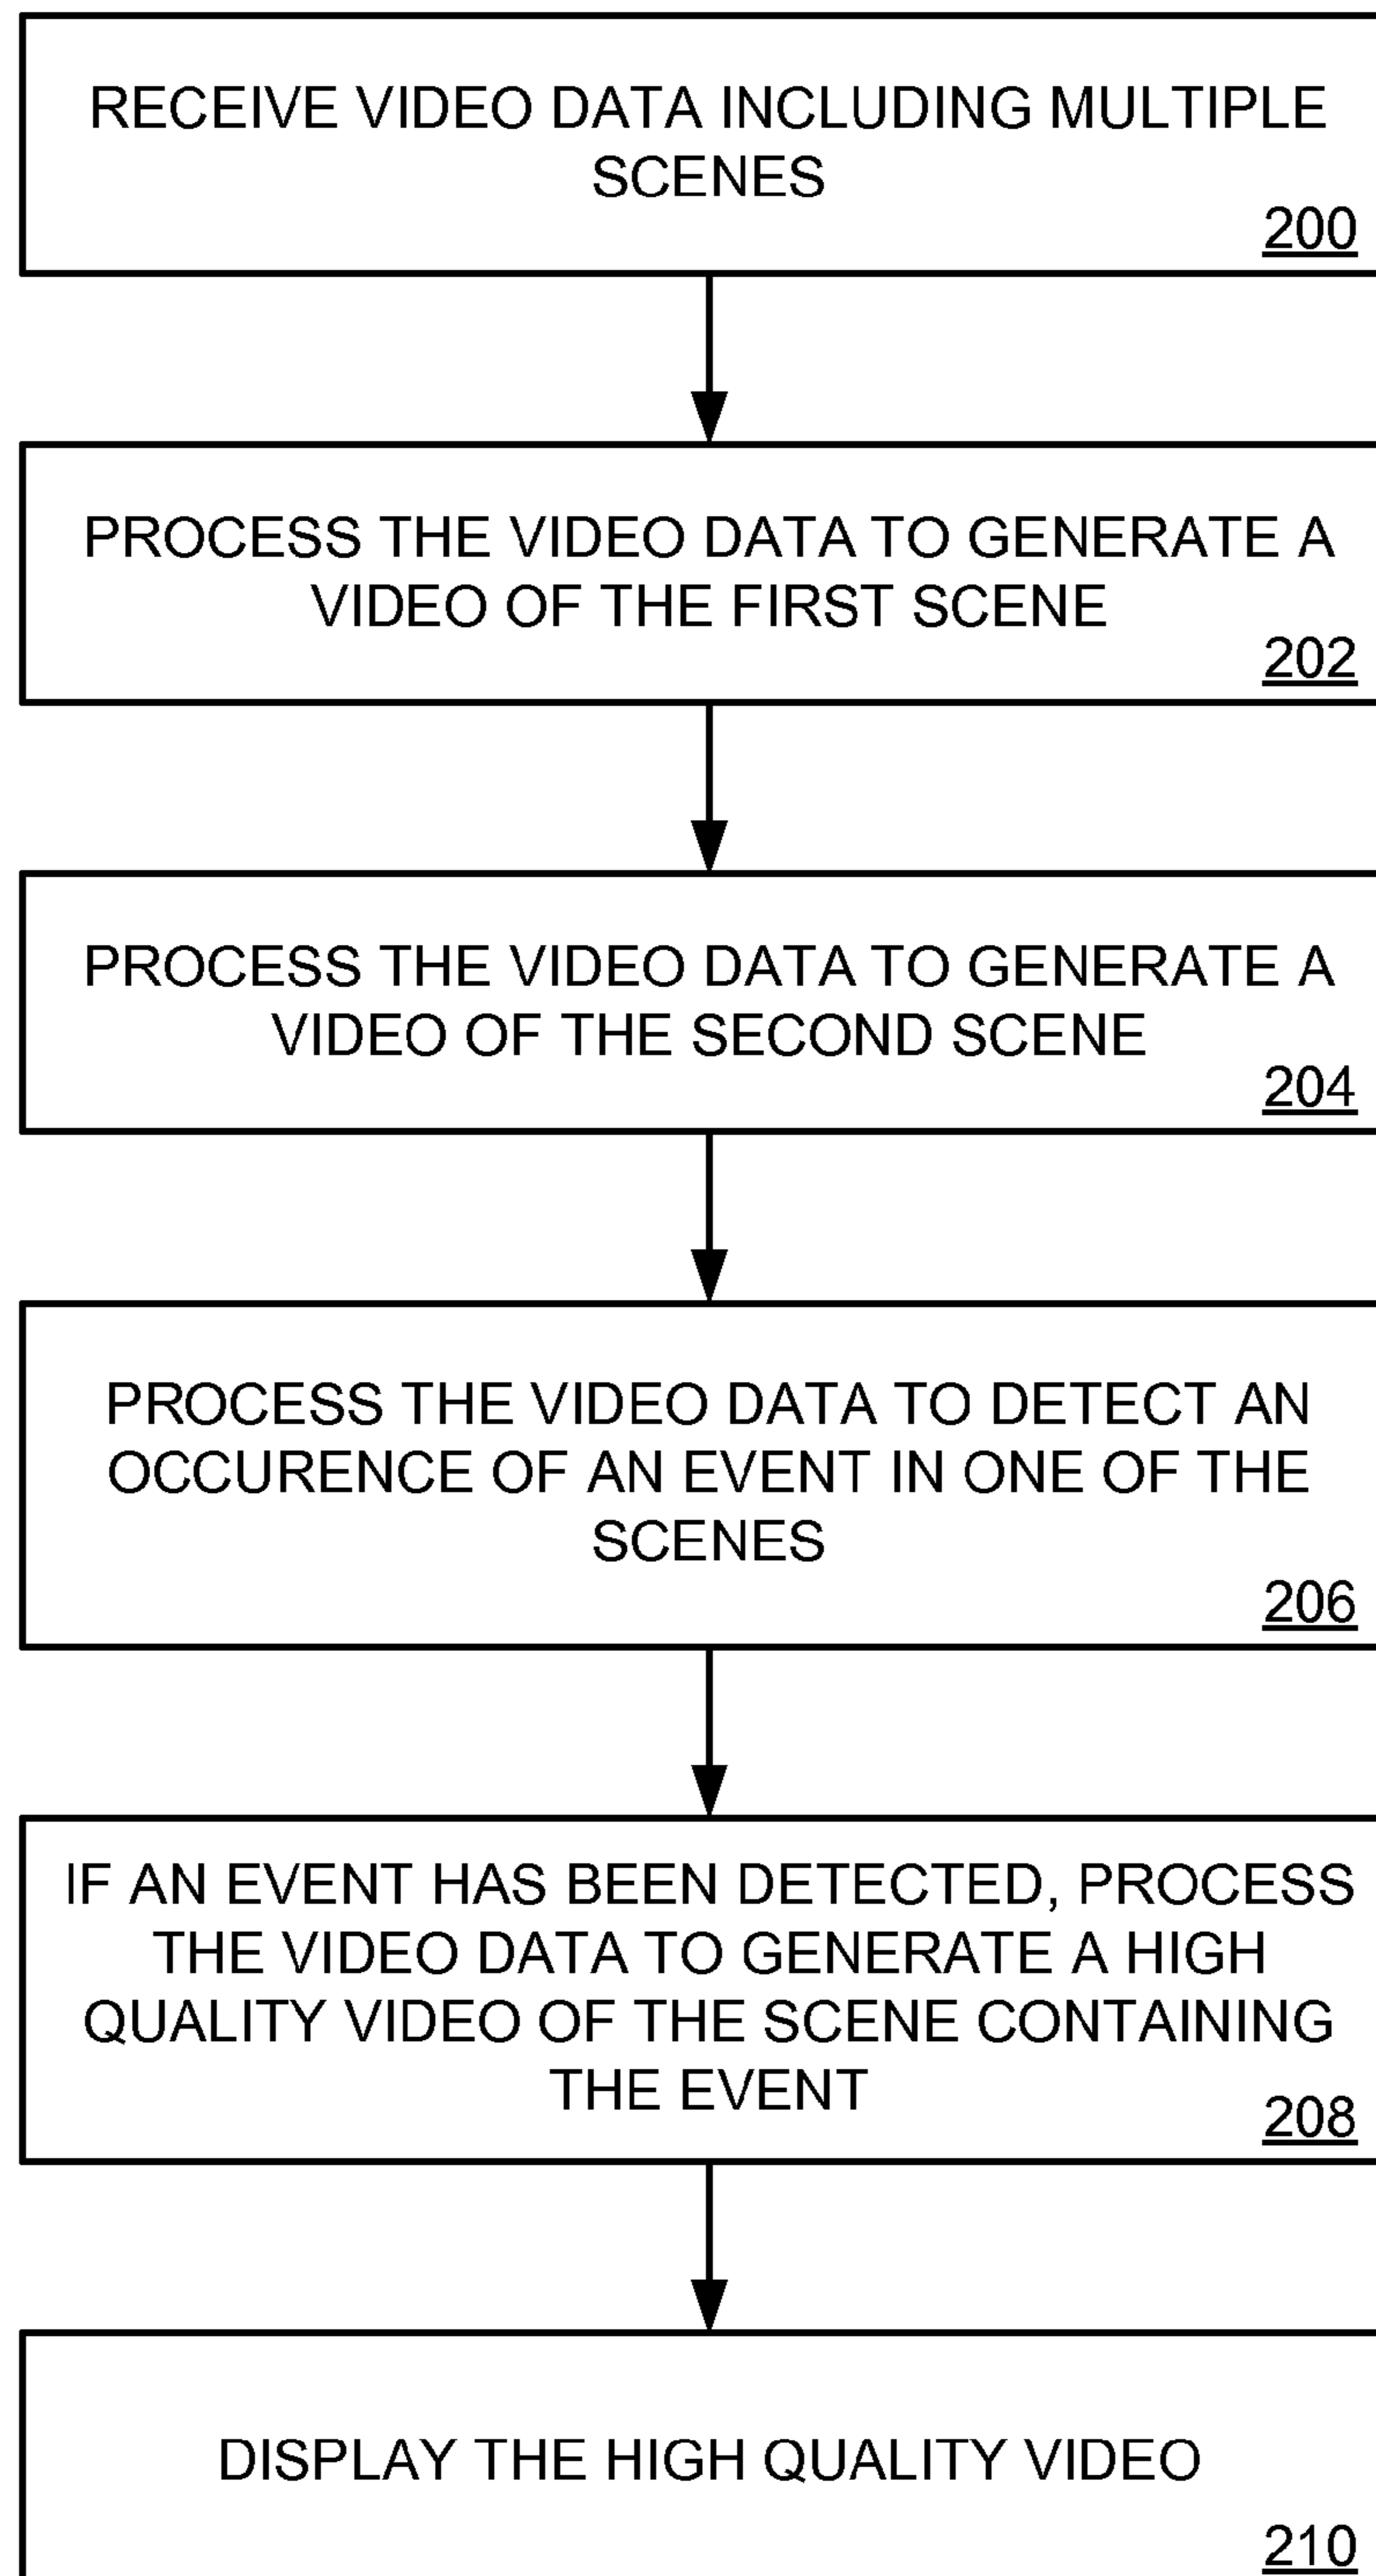 RECEIVE VIDEO DATA INCLUDING MULTIPLE
SCENES
200
PROCESS THE VIDEO DATA TO GENERATE A
VIDEO OF THE FIRST SCENE
202
PROCESS THE VIDEO DATA TO GENERATE A
VIDEO OF THE SECOND SCENE
204
PROCESS THE VIDEO DATA TO DETECT AN
OCCURENCE OF AN EVENT IN ONE OF THE
SCENES
206
IF AN EVENT HAS BEEN DETECTED, PROCESS
THE VIDEO DATA TO GENERATE A HIGH
QUALITY VIDEO OF THE SCENE CONTAINING
THE EVENT
208
DISPLAY THE HIGH QUALITY VIDEO
210